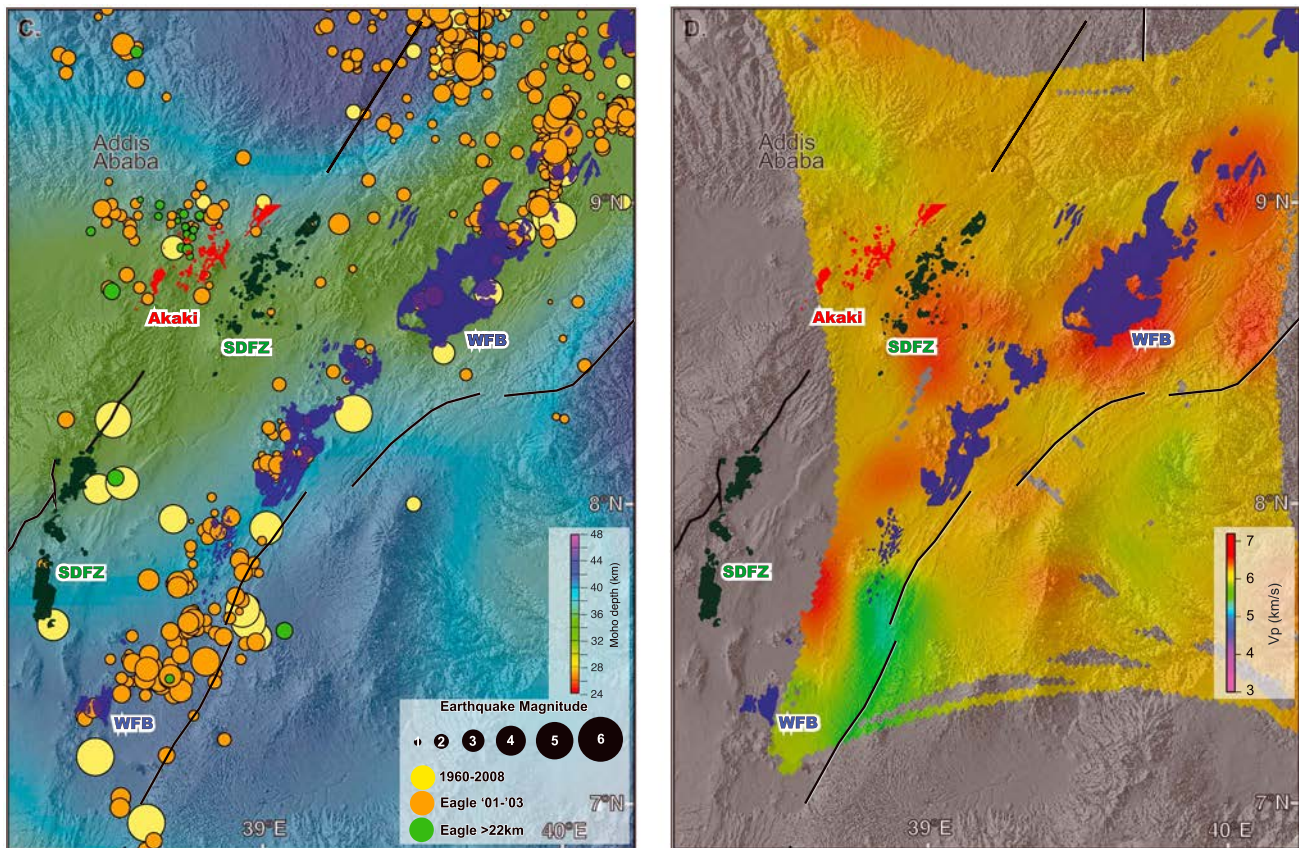 C.
Addis
Ababa
9°N
Akaki
SDFZ
WFB
8°N
SDFZ
WFB
48
44
40
36
32
28
24
Moho depth (km)
Earthquake Magnitude
1 2 3 4 5 6
1960-2008
Eagle ‘01-’03
Eagle >22km
7°N
39°E
40°E
D.
Addis
Ababa
9°N
Akaki
SDFZ
WFB
8°N
SDFZ
WFB
7
6
5
4
3
Vp (km/s)
7°N
39°E
40°E